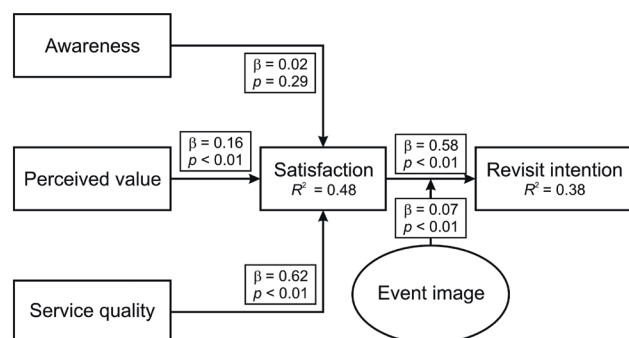 Awareness
β = 0.02
p = 0.29
Perceived value
β = 0.16
p < 0.01
Satisfaction
R² = 0.48
β = 0.58
p < 0.01
Revisit intention
R² = 0.38
β = 0.07
p < 0.01
Service quality
β = 0.62
p < 0.01
Event image